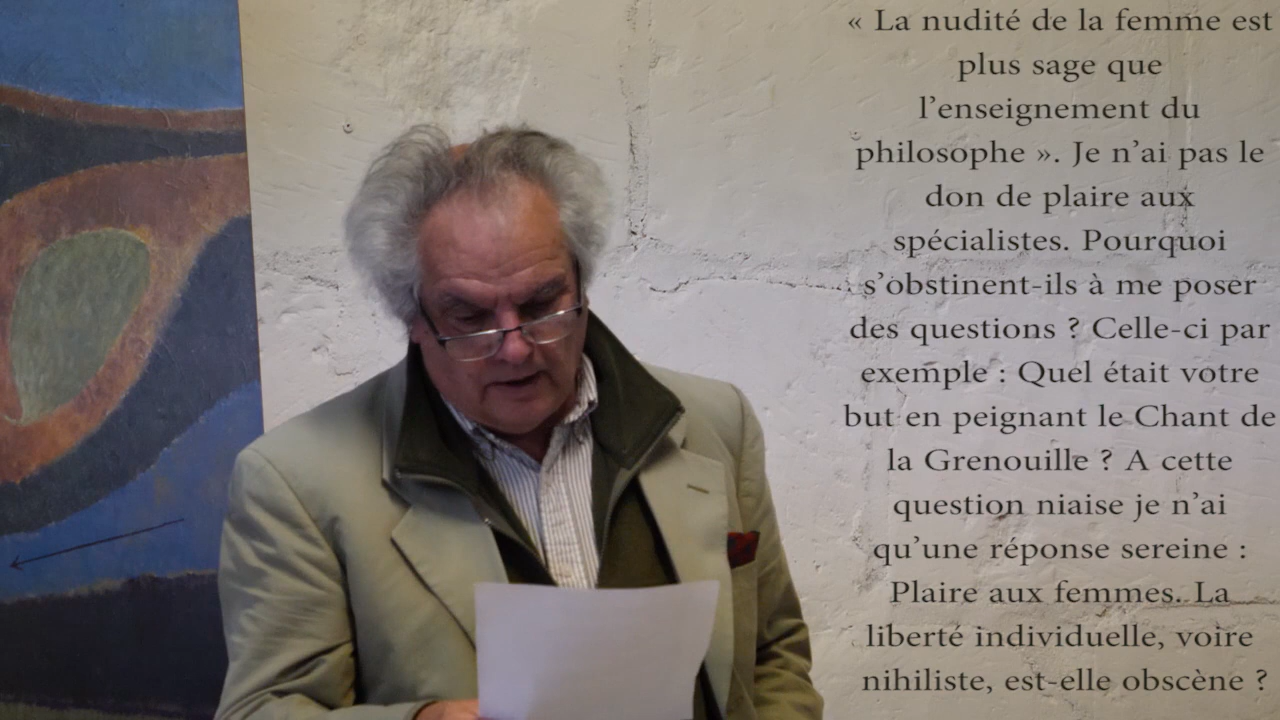 « La nudité de la femme est
plus sage que
l’enseignement du
philosophe ». Je n’ai pas le
don de plaire aux
spécialistes. Pourquoi
s’obstinent-ils à me poser
des questions ? Celle-ci par
exemple : Quel était votre
but en peignant le Chant de
la Grenouille ? A cette
question niaise je n’ai
qu’une réponse sereine :
Plaire aux femmes. La
liberté individuelle, voire
nihiliste, est-elle obscène ?